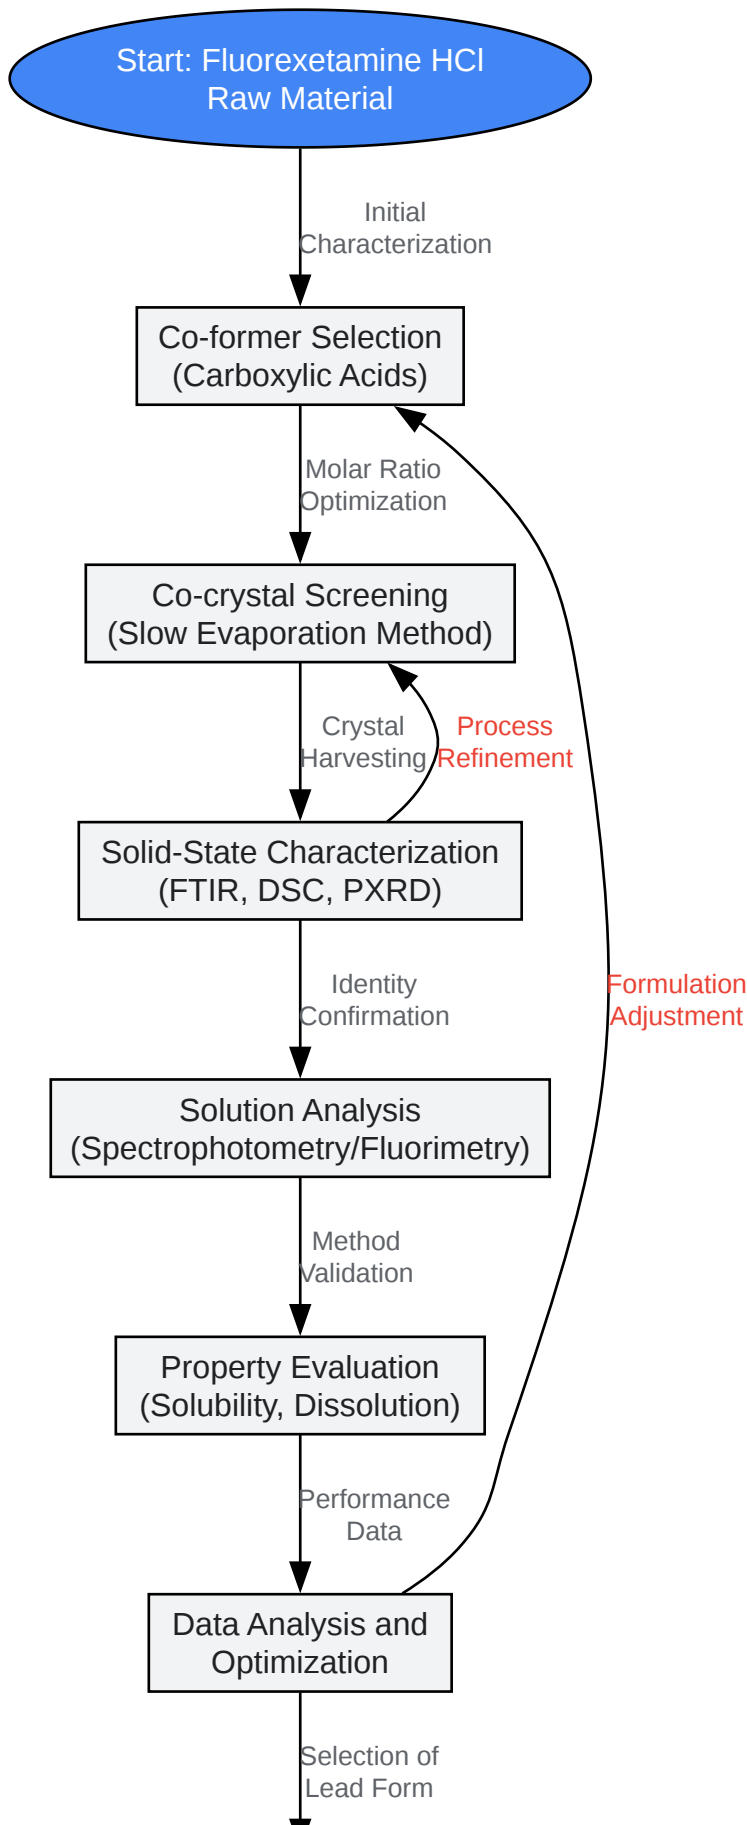 Start: Fluorexetamine HCl
Raw Material
Initial
Characterization
Co-former Selection
(Carboxylic Acids)
Molar Ratio
Optimization
Co-crystal Screening
(Slow Evaporation Method)
Crystal
Harvesting
Process
Refinement
Solid-State Characterization
(FTIR, DSC, PXRD)
Identity
Confirmation
Formulation
Adjustment
Solution Analysis
(Spectrophotometry/Fluorimetry)
Method
Validation
Property Evaluation
(Solubility, Dissolution)
Performance
Data
Data Analysis and
Optimization
Selection of
Lead Form